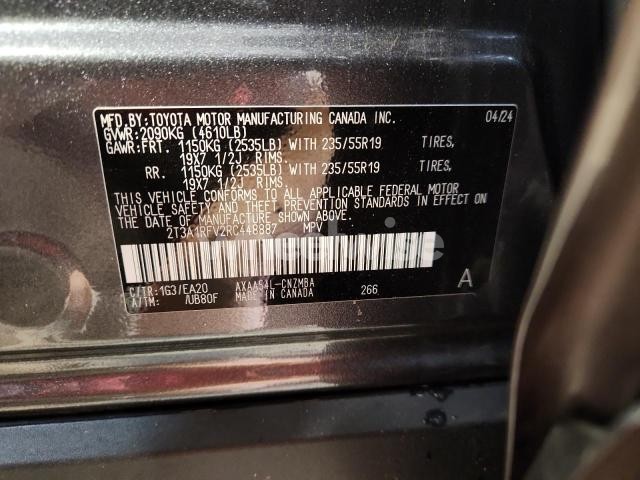 MFD.BY:TOYOTA MOTOR MANUFACTURING CANADA INC. 04/24
GVWR:2090KG (4610LB)
GAWR:FRT. 1150KG (2535LB) WITH 235/55R19 TIRES,
19X7 1/2J RIMS.
RR. 1150KG (2535LB) WITH 235/55R19 TIRES,
19X7 1/2J RIMS.
THIS VEHICLE CONFORMS TO ALL APPLICABLE FEDERAL MOTOR
VEHICLE SAFETY AND THEFT PREVENTION STANDARDS IN EFFECT ON
THE DATE OF MANUFACTURE SHOWN ABOVE.
2T3A1RFV2RC448887 MPV
C/TR:1G3/EA20 AXAA54L-CNZMBA
A/TM: /UB80F MADE IN CANADA 266 A